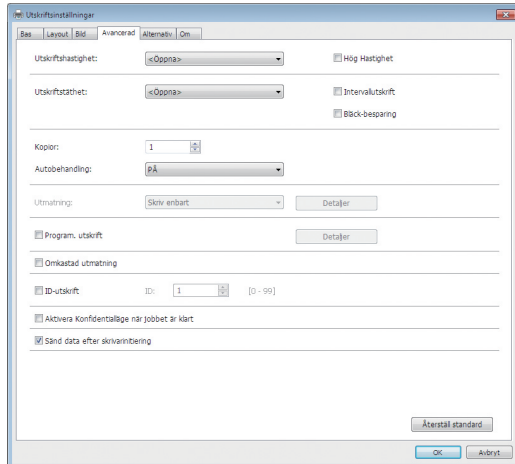 Utskriftsinställningar
Bas Layout Bild Avancerad Alternativ Om
Utskriftshastighet: <Öppna> Hög Hastighet
Utskriftstäthet: <Öppna> Intervallutskrift
Bläck-besparing
Kopior: 1
Autobehandling: PÅ
Utmatning: Skriv enbart Detaljer
Program. utskrift Detaljer
Omkastad utmatning
ID-utskrift ID: 1 [0 - 99]
Aktivera Konfidentialläge när jobbet är klart
Sänd data efter skrivarinitiering
Återställ standard
OK Avbryt